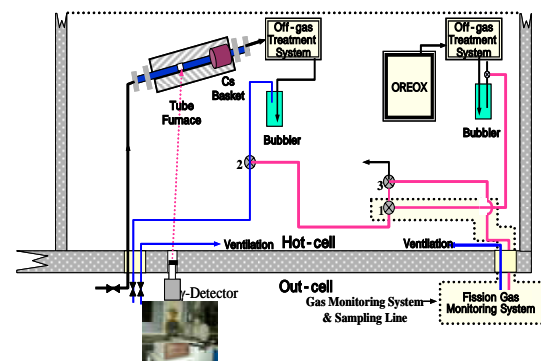 Off-gas
Treatment
System
Off-gas
Treatment
System
OREOX
Cs
Basket
Tube
Furnace
Bubbler
Bubbler
2
3
1
Ventilation
Hot-cell
Ventilation
γ-Detector
Out-cell
Gas Monitoring System
& Sampling Line
Fission Gas
Monitoring System